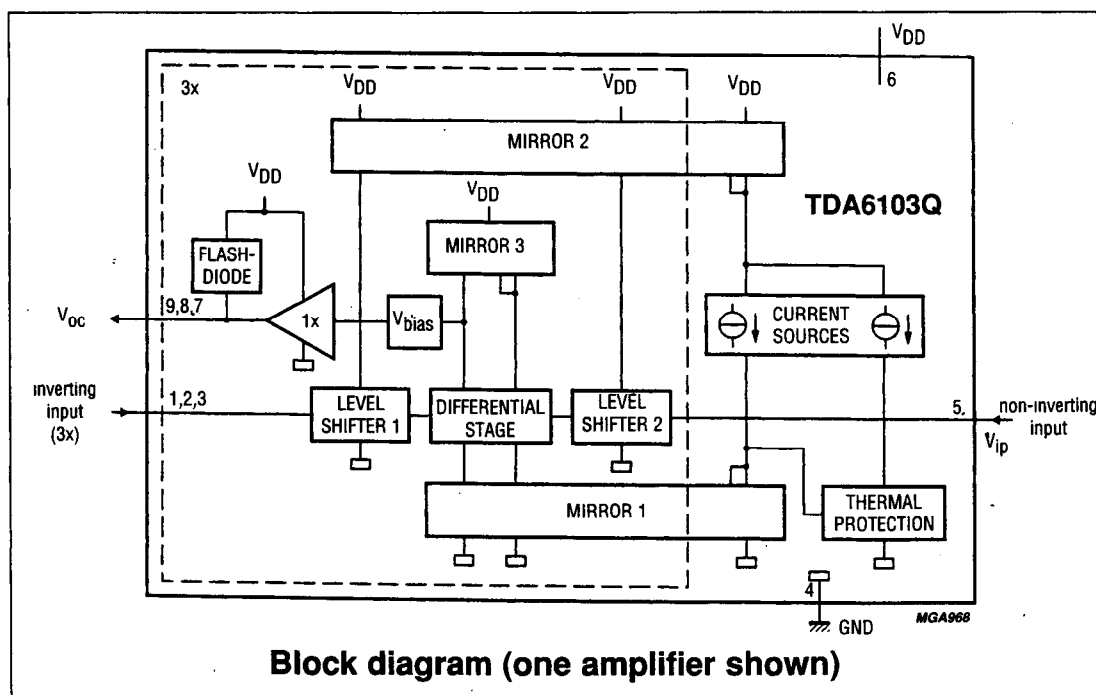 VDD
6
3x
VDD
VDD
VDD
MIRROR 2
VDD
VDD
TDA6103Q
MIRROR 3
FLASH-
DIODE
9,8,7
Voc
1x
Vbias
CURRENT
SOURCES
inverting
input
(3x)
1,2,3
LEVEL
SHIFTER 1
DIFFERENTIAL
STAGE
LEVEL
SHIFTER 2
5.
non-inverting
input
Vip
MIRROR 1
THERMAL
PROTECTION
4
GND
MGA968
Block diagram (one amplifier shown)